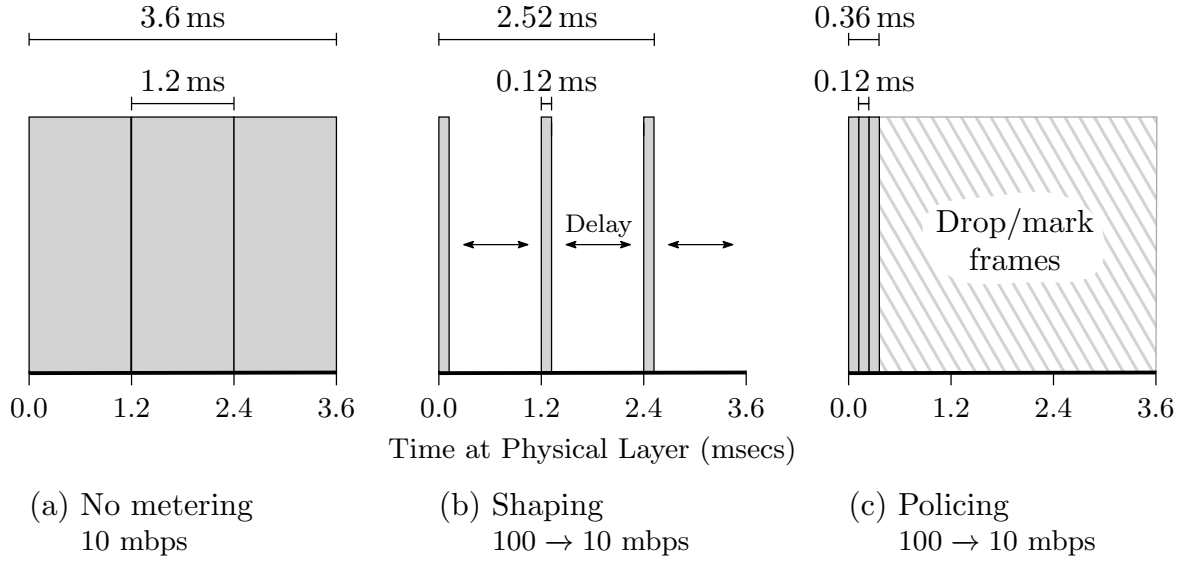 3.6 ms 2.52 ms 0.36 ms
1.2 ms 0.12 ms 0.12 ms
Delay
Drop/mark
frames
0.0 1.2 2.4 3.6 0.0 1.2 2.4 3.6 0.0 1.2 2.4 3.6
Time at Physical Layer (msecs)
(a) No metering
10 mbps
(b) Shaping
100 → 10 mbps
(c) Policing
100 → 10 mbps